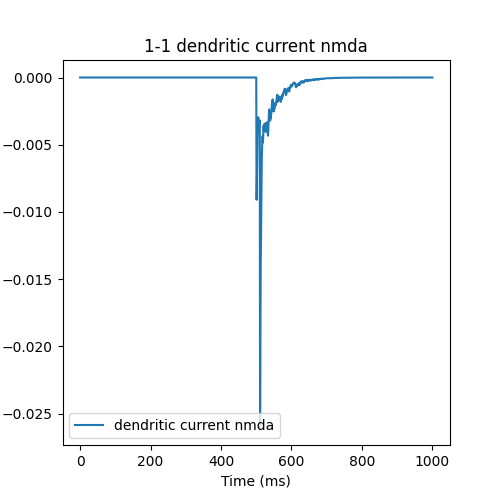 1-1 dendritic current nmda
0.000
−0.005
−0.010
−0.015
−0.020
−0.025
dendritic current nmda
0 200 400 600 800 1000
Time (ms)